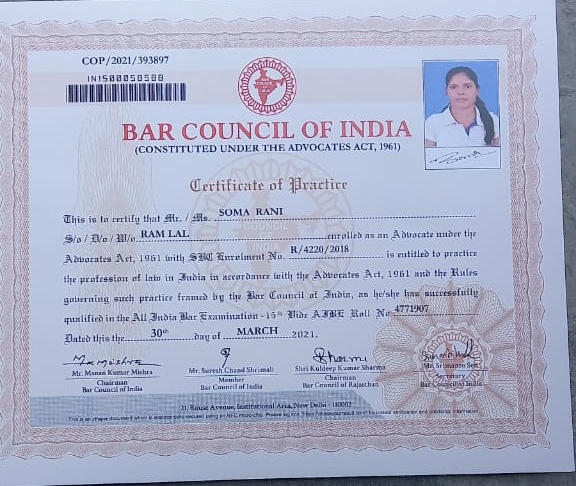 COP/2021/393897
IN1500058588
BAR COUNCIL OF INDIA
(CONSTITUTED UNDER THE ADVOCATES ACT, 1961)
Certificate of Practice
This is to certify that Mr. / Ms. SOMA RANI
S/o / D/o / W/o RAM LAL enrolled as an Advocate under the
Advocates Act, 1961 with SBC Enrolment No. R/4220/2018 is entitled to practice
the profession of law in India in accordance with the Advocates Act, 1961 and the Rules
governing such practice framed by the Bar Council of India, as he/she has successfully
qualified in the All India Bar Examination - 15th Vide AIBE Roll No 4771907
Dated this the 30th day of MARCH 2021.
Mr. Manan Kumar Mishra
Chairman
Bar Council of India
Mr. Suresh Chand Shrimali
Member
Bar Council of India
Shri Kuldeep Kumar Sharma
Chairman
Bar Council of Rajasthan
Mr. Srimanto Sen
Secretary
Bar Council of India
21, Rouse Avenue, Institutional Area, New Delhi - 110002